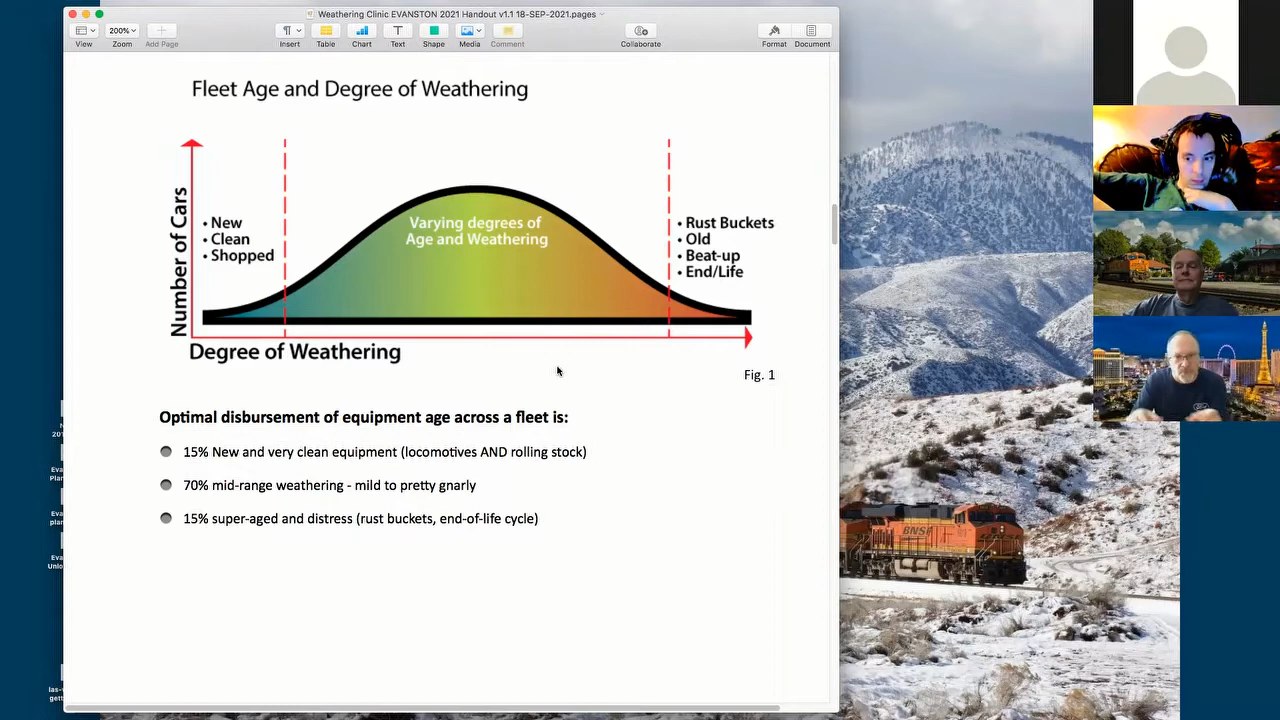 Weathering Clinic EVANSTON 2021 Handout v1.1 18-SEP-2021.pages
200%
View
Zoom
Add Page
Insert
Table
Chart
Text
Shape
Media
Comment
Collaborate
Format
Document
Fleet Age and Degree of Weathering
Number of Cars
• New
• Clean
• Shopped
Varying degrees of
Age and Weathering
• Rust Buckets
• Old
• Beat-up
• End/Life
Degree of Weathering
Fig. 1
Optimal disbursement of equipment age across a fleet is:
15% New and very clean equipment (locomotives AND rolling stock)
70% mid-range weathering - mild to pretty gnarly
15% super-aged and distress (rust buckets, end-of-life cycle)
BNSF